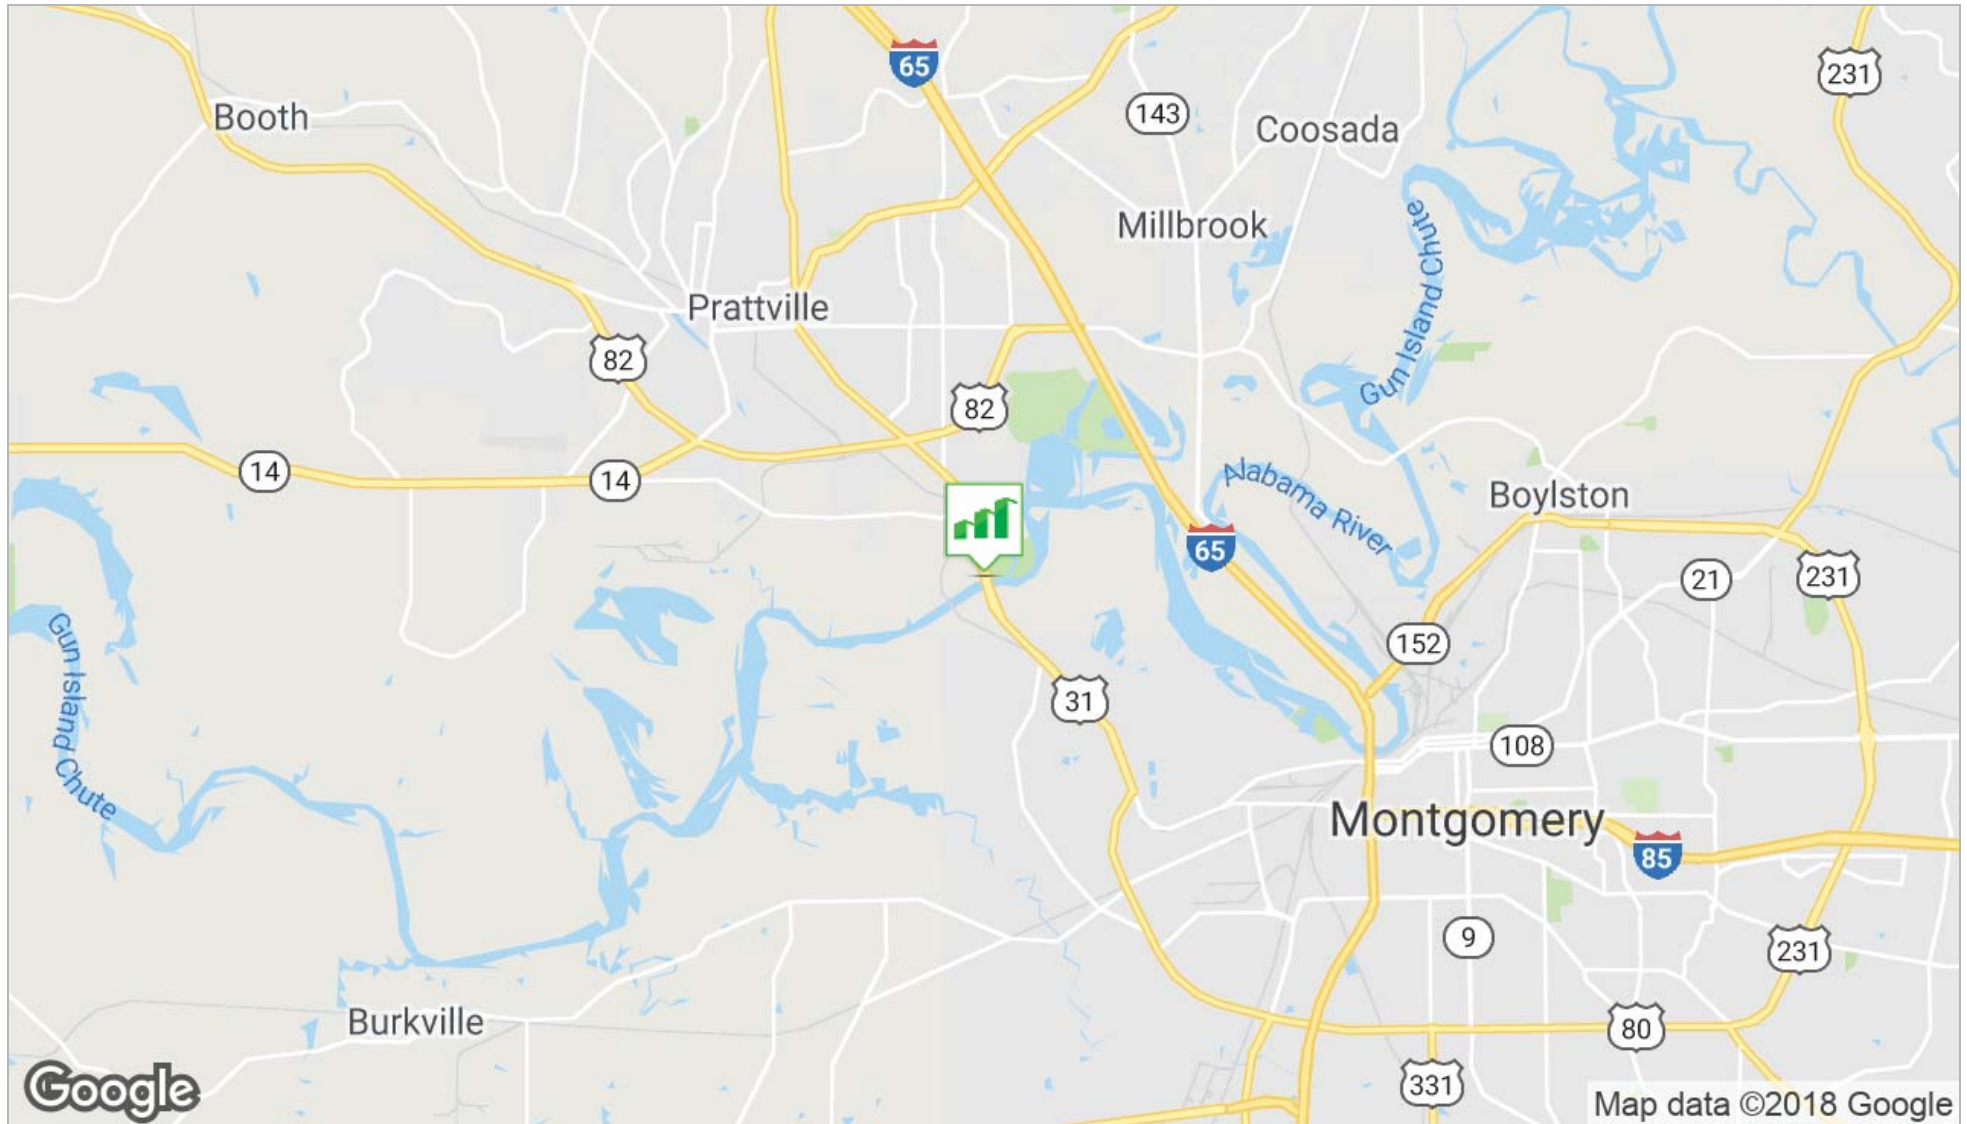 65
231
143
Booth
Coosada
Millbrook
Gun Island Chute
Prattville
82
82
14
14
Alabama River
Boylston
65
21
231
152
Gun Island Chute
31
108
Montgomery
85
9
231
Burkville
80
331
Google
Map data ©2018 Google